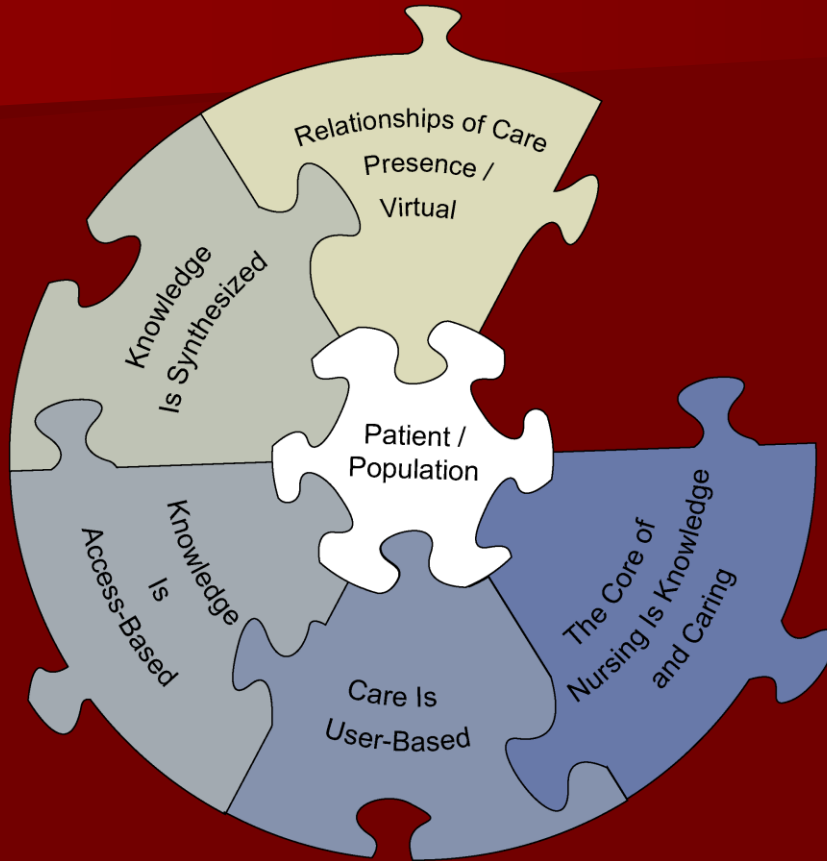 Relationships of Care
Presence /
Virtual
Knowledge
Is Synthesized
Patient /
Population
Knowledge
Is
Access-Based
Care Is
User-Based
The Core of
Nursing Is Knowledge
and Caring